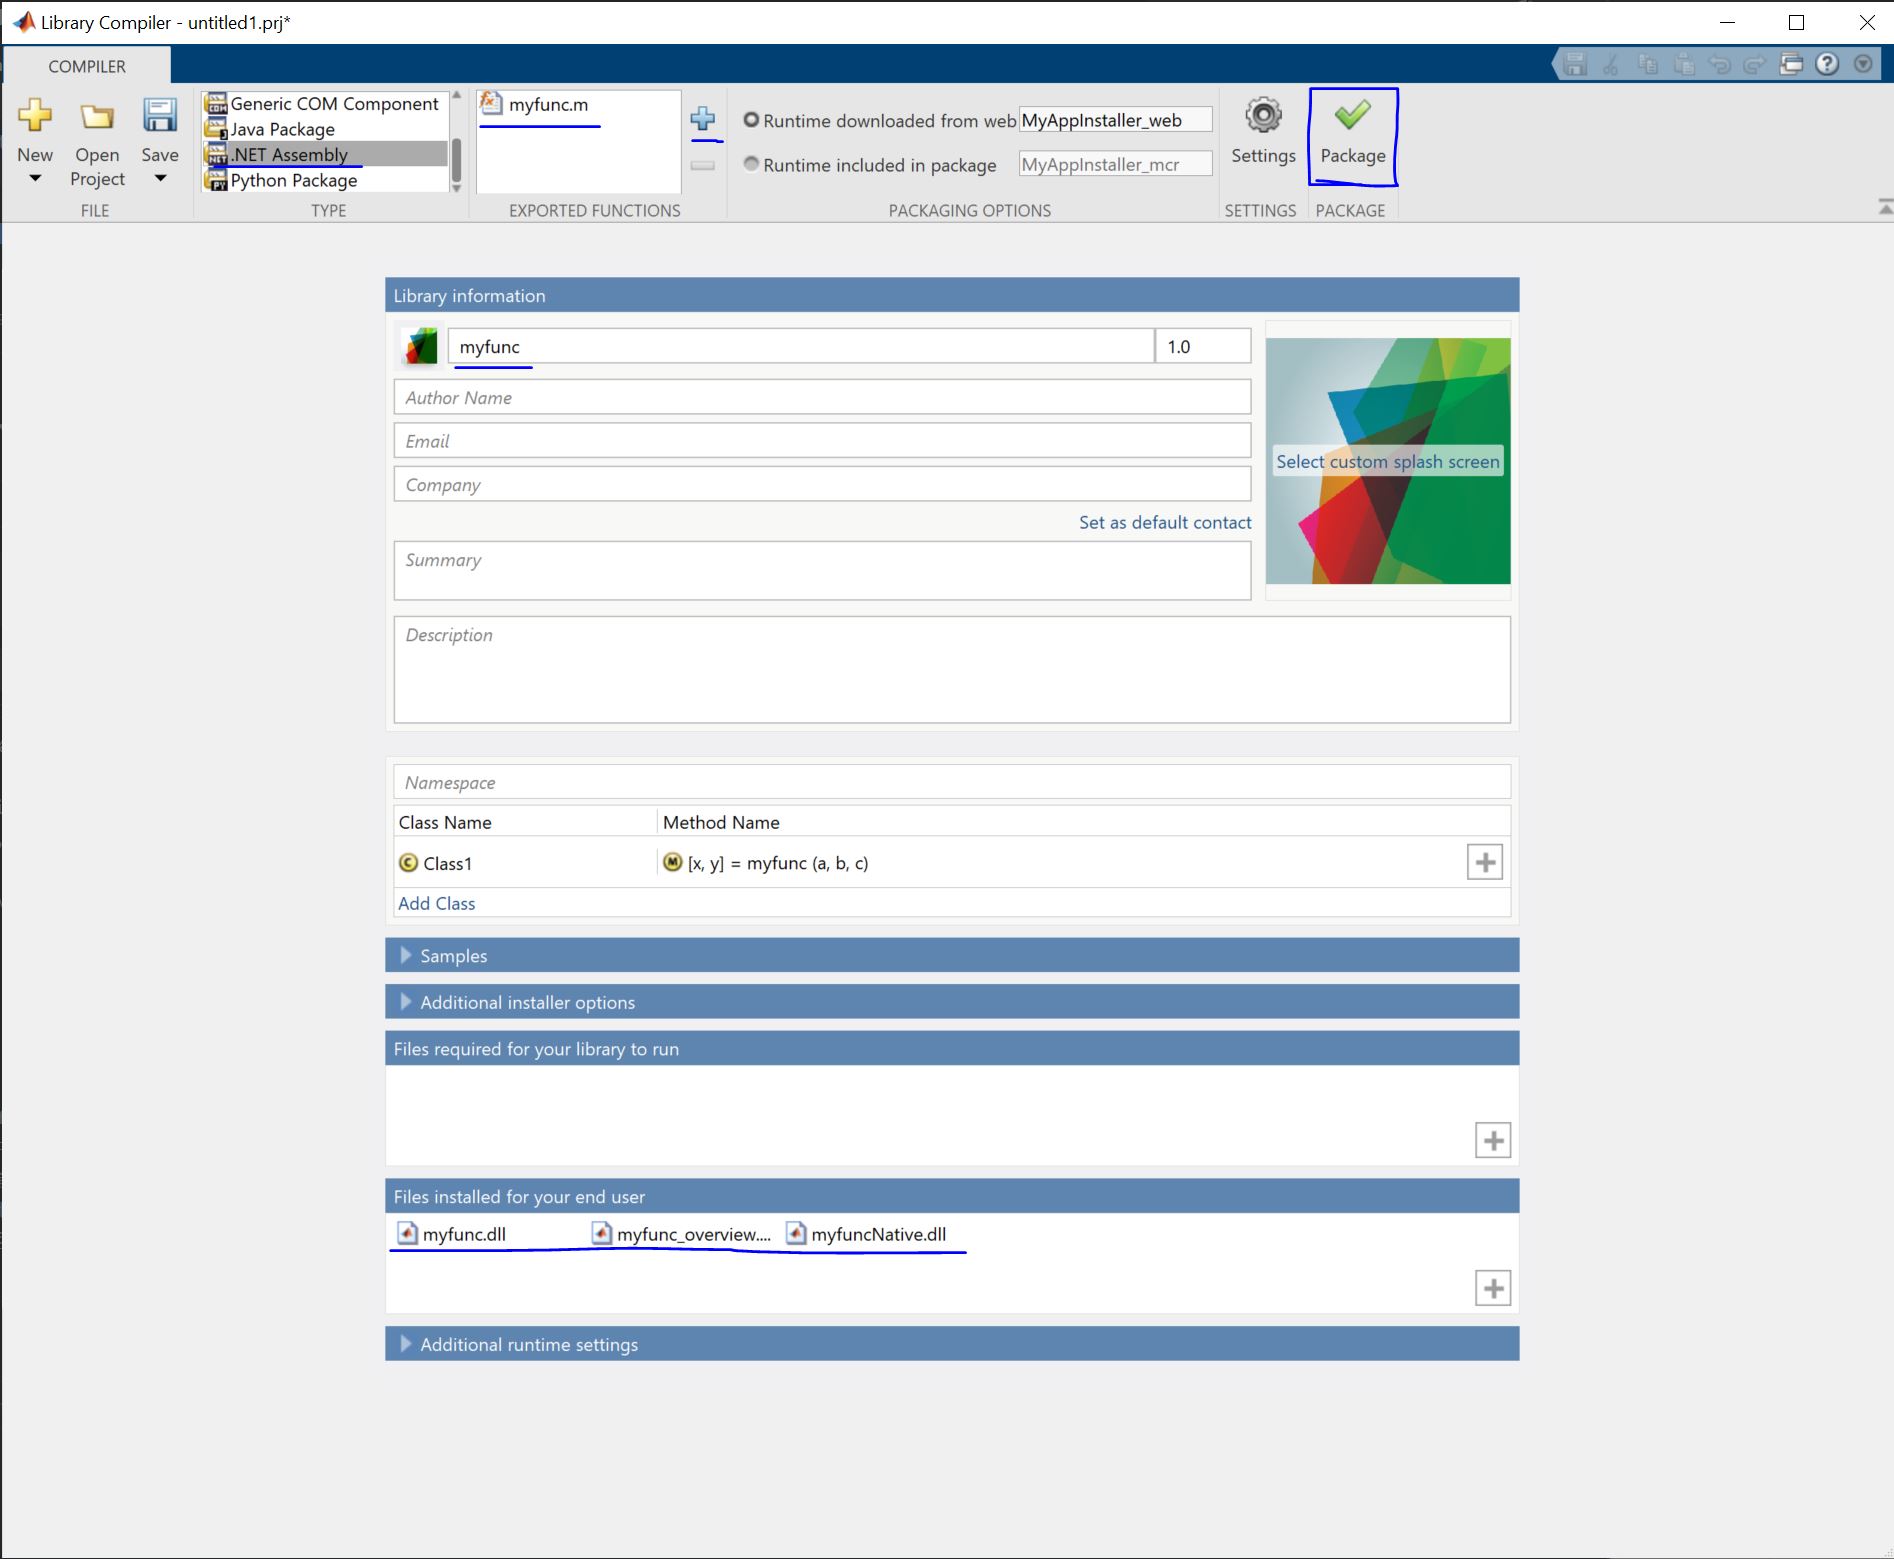 Library Compiler - untitled1.prj*
COMPILER
New
Open Project
Save
FILE
Generic COM Component
Java Package
.NET Assembly
Python Package
TYPE
myfunc.m
EXPORTED FUNCTIONS
Runtime downloaded from web MyAppInstaller_web
Runtime included in package MyAppInstaller_mcr
PACKAGING OPTIONS
Settings
SETTINGS
Package
PACKAGE
Library information
myfunc 1.0
Author Name
Email
Company
Set as default contact
Select custom splash screen
Summary
Description
Namespace
Class Name Method Name
Class1 [x, y] = myfunc (a, b, c)
Add Class
Samples
Additional installer options
Files required for your library to run
Files installed for your end user
myfunc.dll myfunc_overview.... myfuncNative.dll
Additional runtime settings